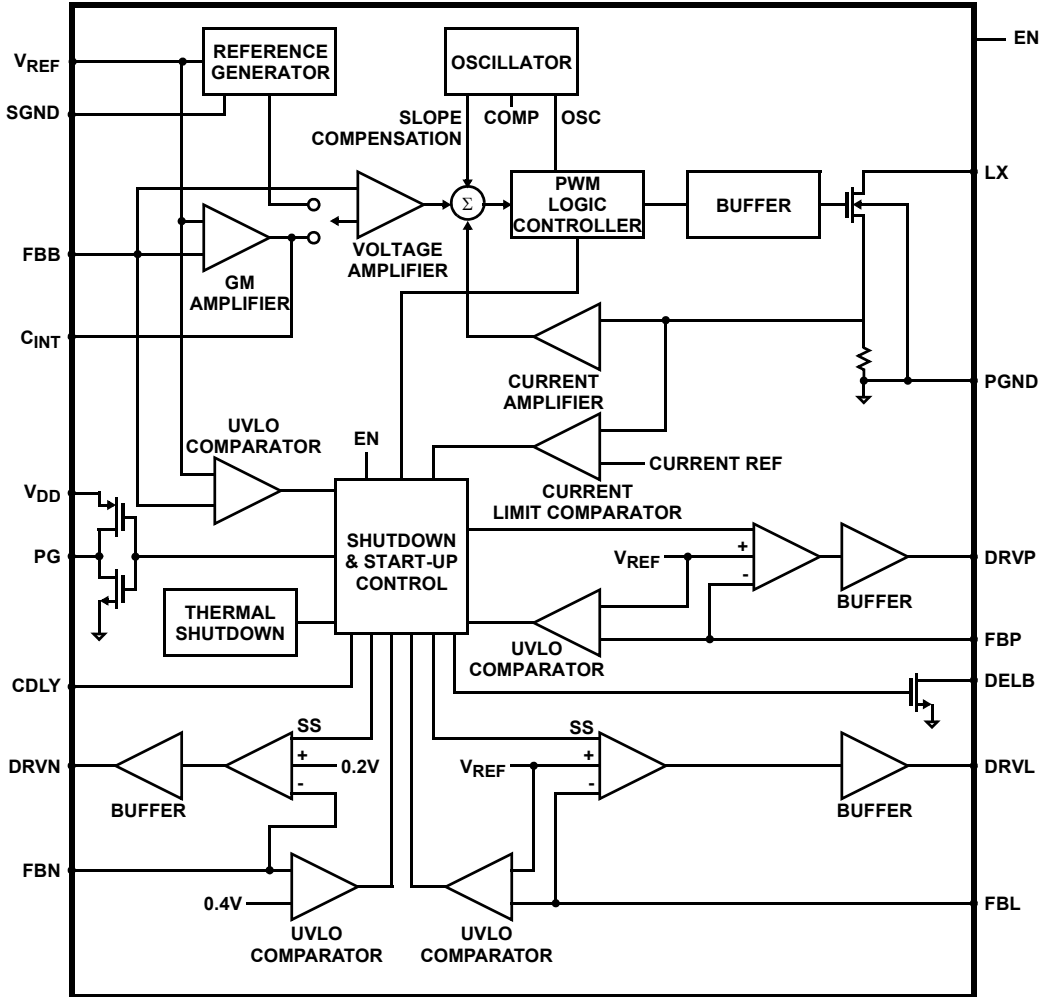 EN
VREF
REFERENCE
GENERATOR
OSCILLATOR
SGND
SLOPE
COMPENSATION
COMP
OSC
LX
PWM
LOGIC
CONTROLLER
BUFFER
Σ
VOLTAGE
AMPLIFIER
FBB
GM
AMPLIFIER
CINT
CURRENT
AMPLIFIER
PGND
UVLO
COMPARATOR
EN
CURRENT REF
CURRENT
LIMIT COMPARATOR
VDD
PG
SHUTDOWN
& START-UP
CONTROL
VREF
+
-
BUFFER
DRVP
THERMAL
SHUTDOWN
UVLO
COMPARATOR
FBP
CDLY
DELB
SS
+
-
0.2V
DRVN
BUFFER
SS
VREF
+
-
BUFFER
DRVL
FBN
0.4V
UVLO
COMPARATOR
UVLO
COMPARATOR
FBL